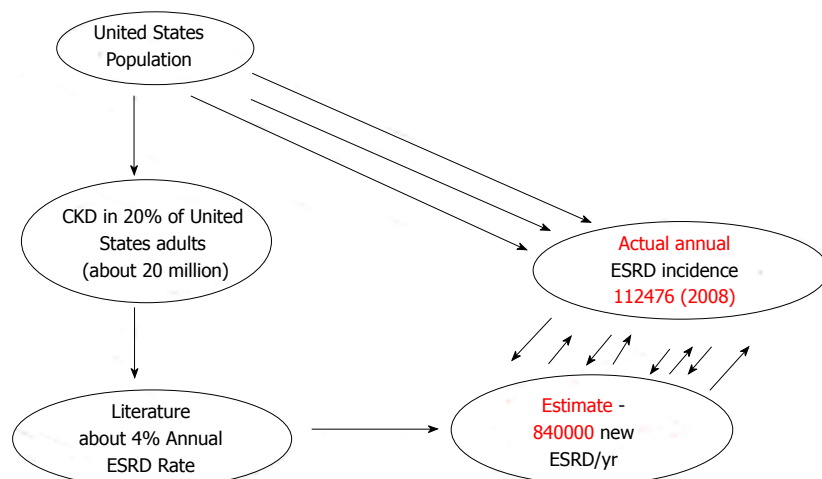 United States
Population
CKD in 20% of United
States adults
(about 20 million)
Actual annual
ESRD incidence
112476 (2008)
Literature
about 4% Annual
ESRD Rate
Estimate -
840000 new
ESRD/yr